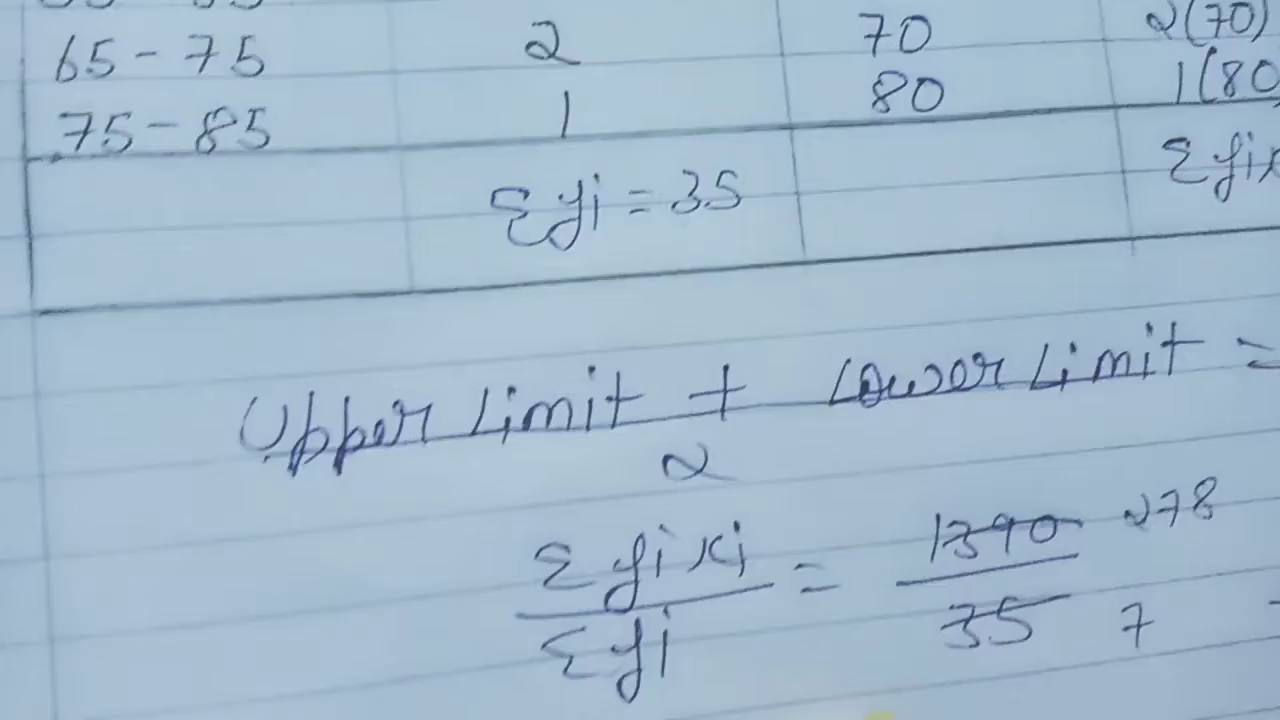 65-75 2 70 2(70)
75-85 1 80 1(80
Σfi = 35 Σfix
Upper Limit + Lower Limit =
2
Σfixi = 1390 278
Σfi 35 7